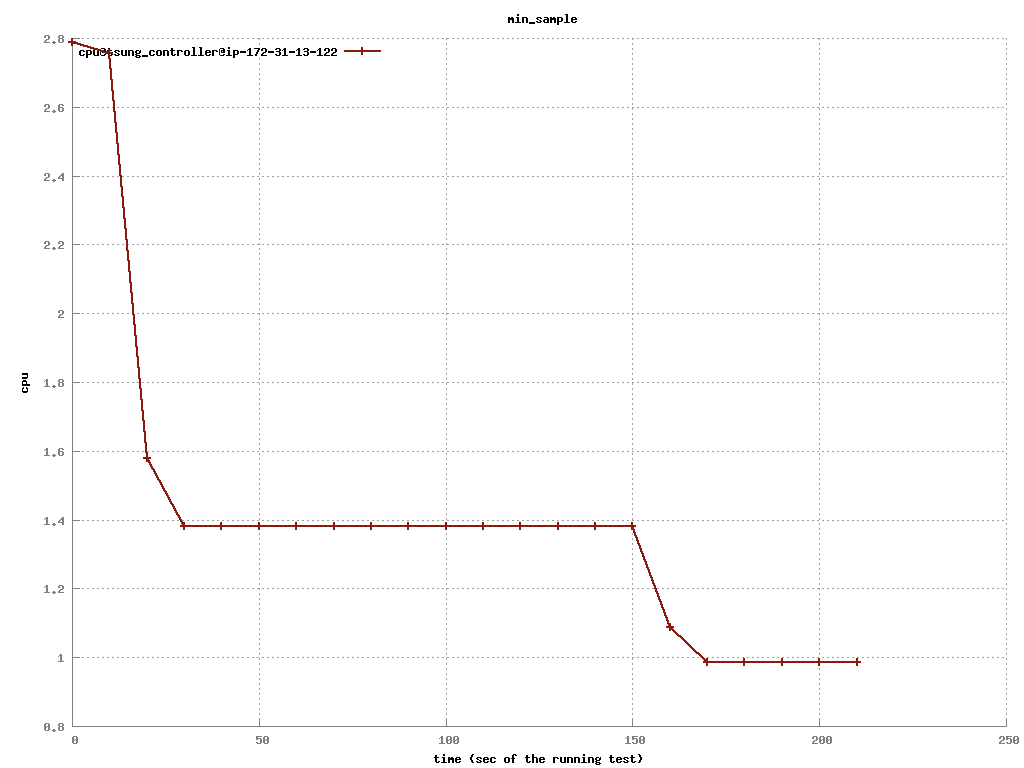 min_sample
2.8
cpu@tsung_controller@ip-172-31-13-122
2.6
2.4
2.2
2
1.8
cpu
1.6
1.4
1.2
1
0.8
0 50 100 150 200 250
time (sec of the running test)